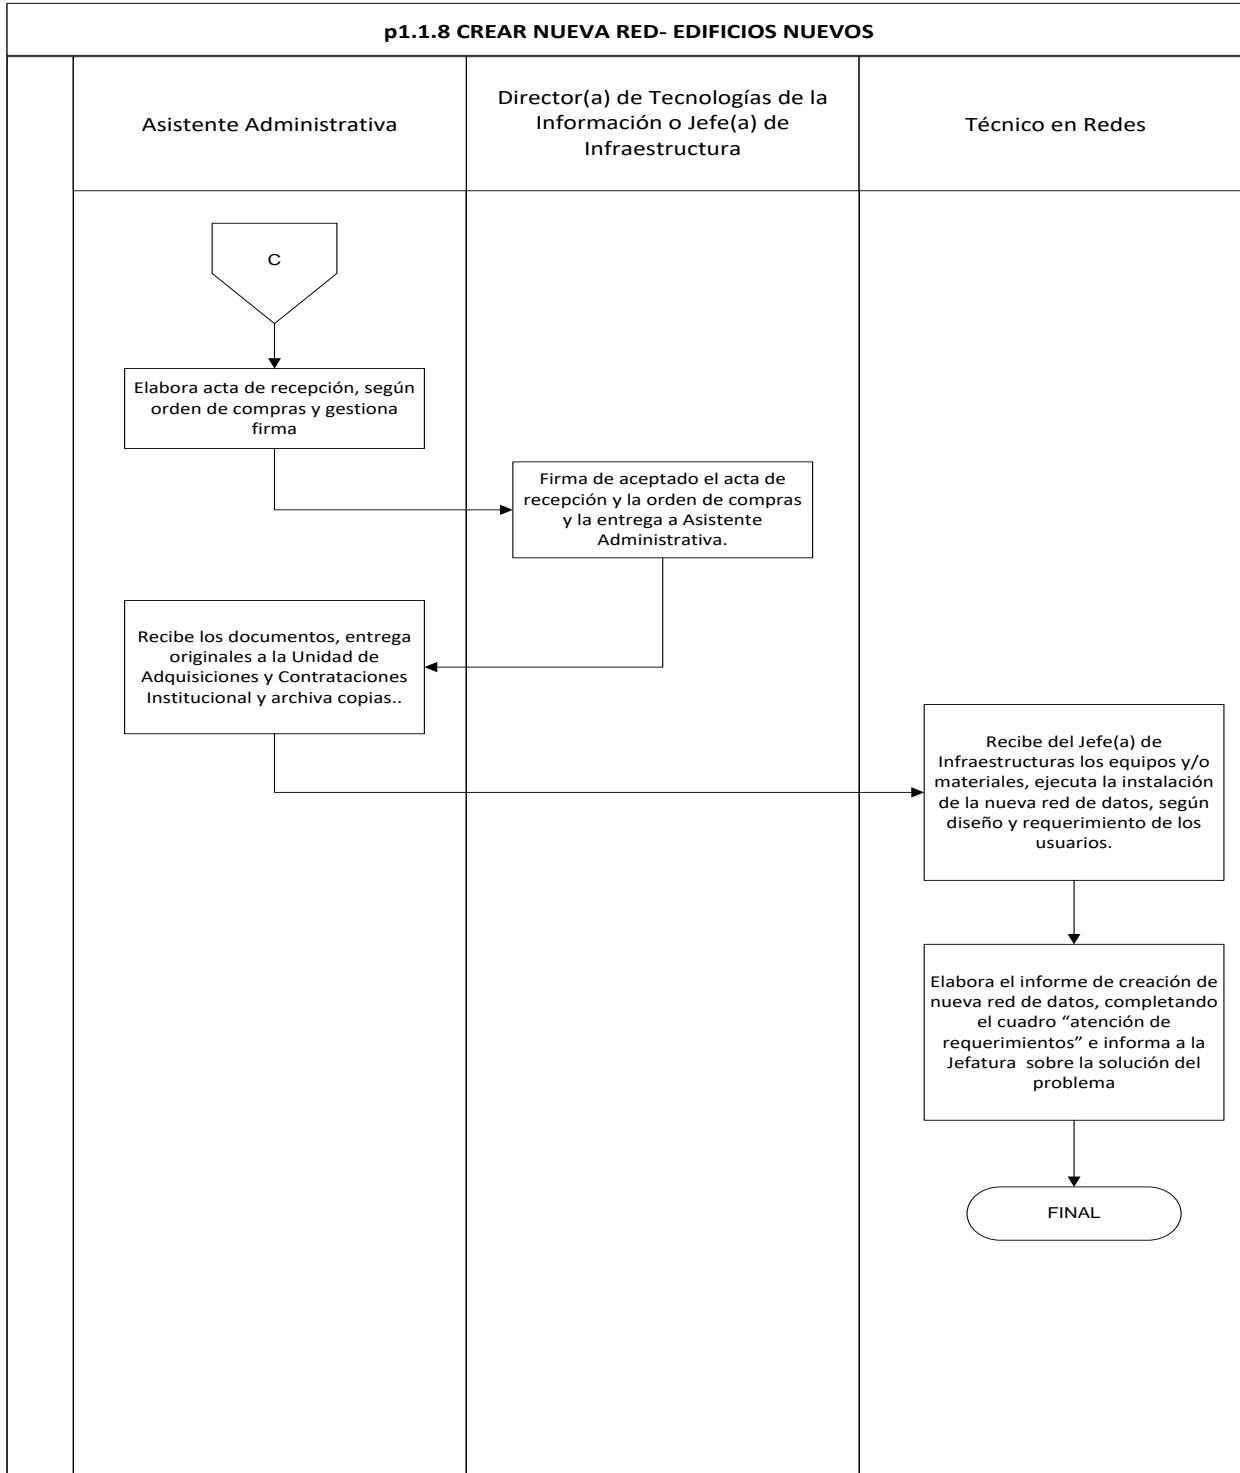 p1.1.8 CREAR NUEVA RED- EDIFICIOS NUEVOS
Asistente Administrativa
Director(a) de Tecnologías de la
Información o Jefe(a) de
Infraestructura
Técnico en Redes
C
Elabora acta de recepción, según
orden de compras y gestiona
firma
Firma de aceptado el acta de
recepción y la orden de compras
y la entrega a Asistente
Administrativa.
Recibe los documentos, entrega
originales a la Unidad de
Adquisiciones y Contrataciones
Institucional y archiva copias..
Recibe del Jefe(a) de
Infraestructuras los equipos y/o
materiales, ejecuta la instalación
de la nueva red de datos, según
diseño y requerimiento de los
usuarios.
Elabora el informe de creación de
nueva red de datos, completando
el cuadro “atención de
requerimientos” e informa a la
Jefatura  sobre la solución del
problema
FINAL